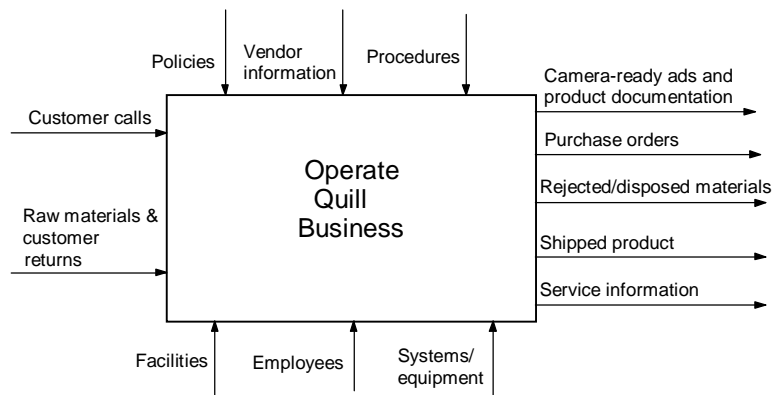 Policies
Vendor
information
Procedures
Camera-ready ads and
product documentation
Customer calls
Purchase orders
Operate
Quill
Business
Rejected/disposed materials
Raw materials &
customer
returns
Shipped product
Service information
Facilities
Employees
Systems/
equipment